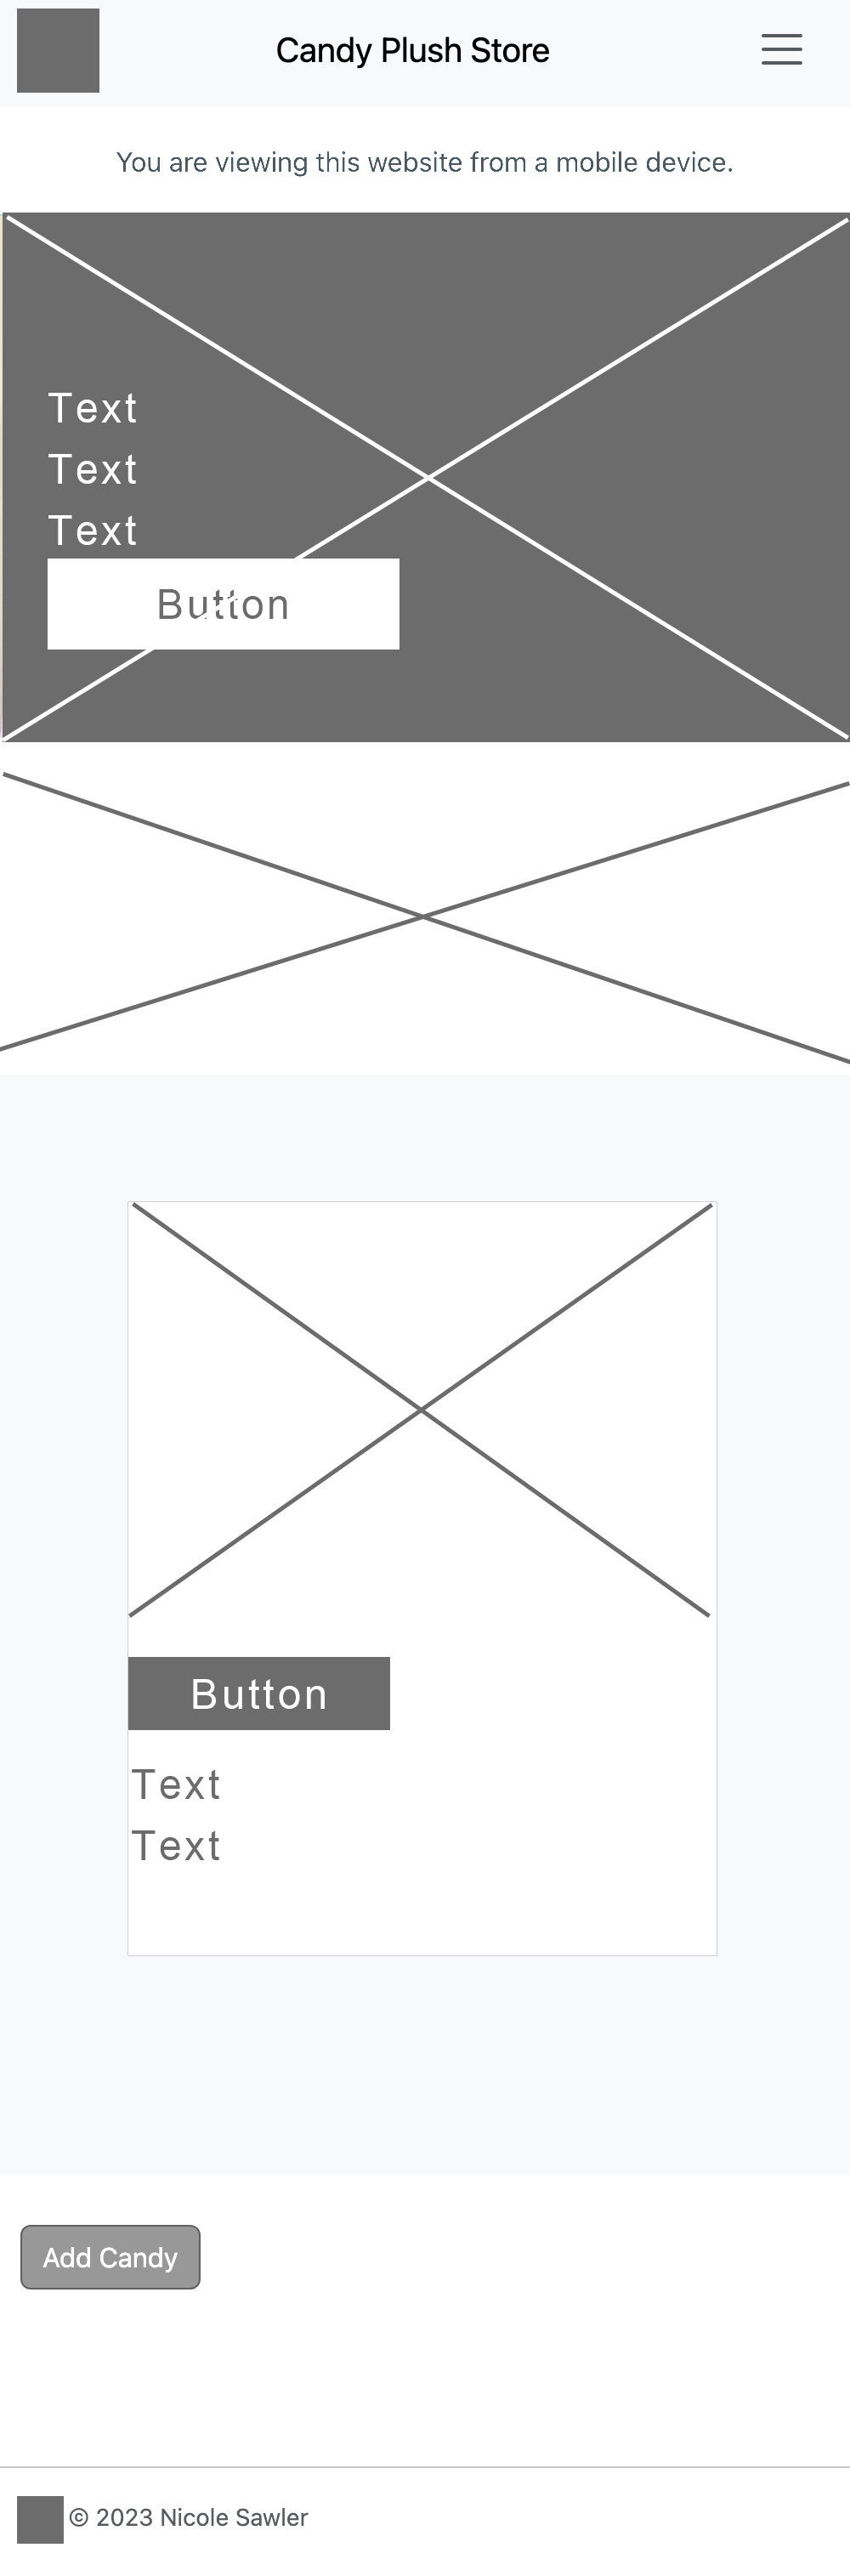 Candy Plush Store
You are viewing this website from a mobile device.
Text
Text
Text
Button
Button
Text
Text
Add Candy
© 2023 Nicole Sawler